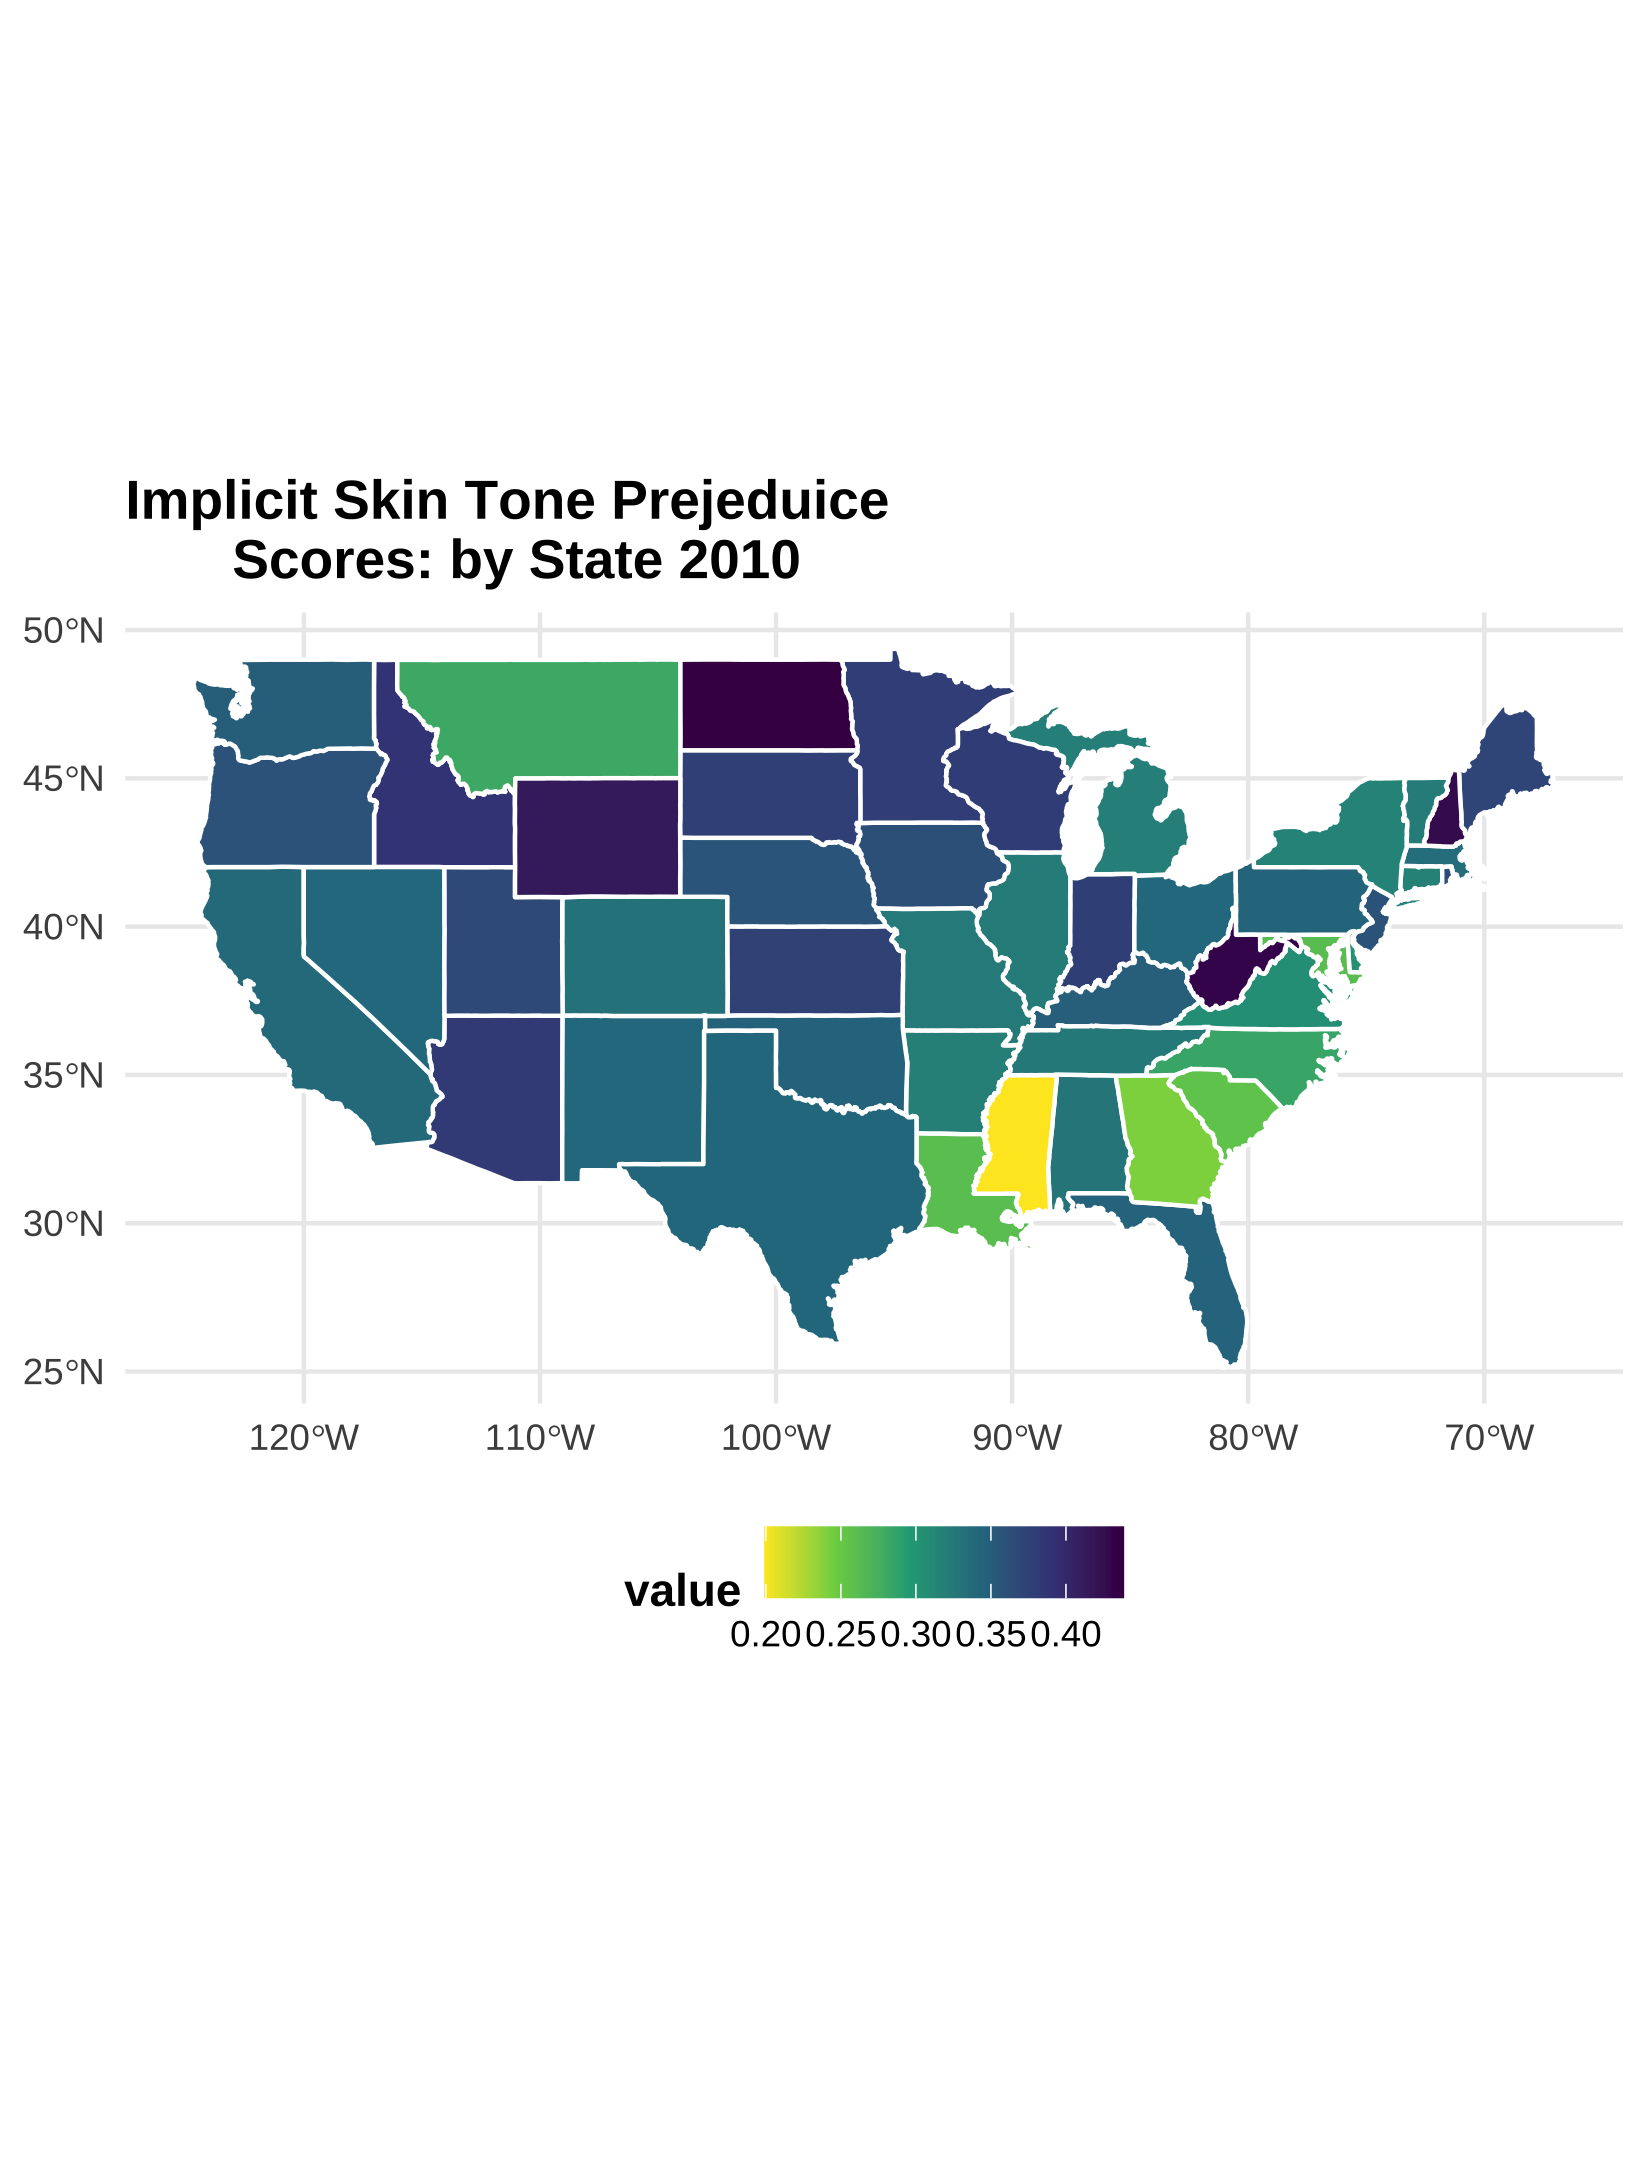 Implicit Skin Tone Prejeduice
Scores: by State 2010
50°N
45°N
40°N
35°N
30°N
25°N
120°W 110°W 100°W 90°W 80°W 70°W
value
0.20 0.25 0.30 0.35 0.40